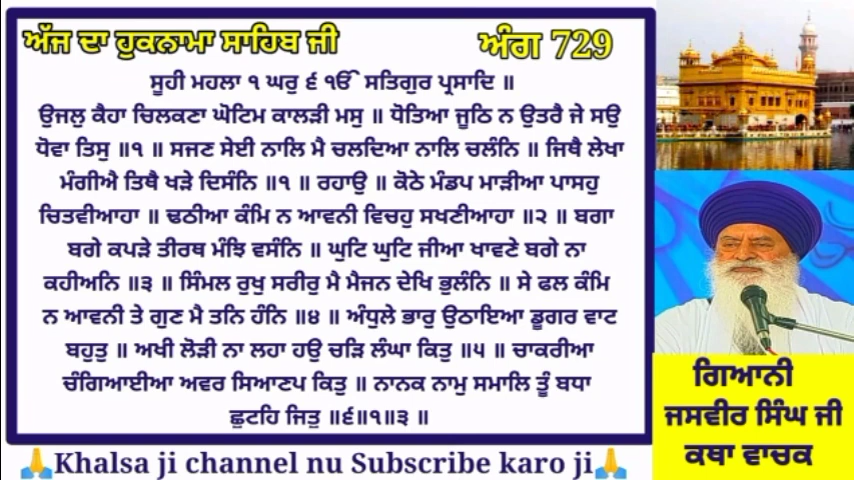 ਅੱਜ ਦਾ ਹੁਕਨਾਮਾ ਸਾਹਿਬ ਜੀ
ਅੰਗ 729
ਸੂਹੀ ਮਹਲਾ ੧ ਘਰੁ ੬ ੴ ਸਤਿਗੁਰ ਪ੍ਰਸਾਦਿ ॥
ਉਜਲੁ ਕੈਹਾ ਚਿਲਕਣਾ ਘੋਟਿਮ ਕਾਲੜੀ ਮਸੁ ॥ ਧੋਤਿਆ ਜੂਠਿ ਨ ਉਤਰੈ ਜੇ ਸਉ
ਧੋਵਾ ਤਿਸੁ ॥੧ ॥ ਸਜਣ ਸੇਈ ਨਾਲਿ ਮੈ ਚਲਦਿਆ ਨਾਲਿ ਚਲੰਨਿ ॥ ਜਿਥੈ ਲੇਖਾ
ਮੰਗੀਐ ਤਿਥੈ ਖੜੇ ਦਿਸੰਨਿ ॥੧ ॥ ਰਹਾਉ ॥ ਕੋਠੇ ਮੰਡਪ ਮਾੜੀਆ ਪਾਸਹੁ
ਚਿਤਵੀਆਹਾ ॥ ਢਠੀਆ ਕੰਮਿ ਨ ਆਵਨੀ ਵਿਚਹੁ ਸਖਣੀਆਹਾ ॥੨ ॥ ਬਗਾ
ਬਗੇ ਕਪੜੇ ਤੀਰਥ ਮੰਝਿ ਵਸੰਨਿ ॥ ਘੁਟਿ ਘੁਟਿ ਜੀਆ ਖਾਵਣੇ ਬਗੇ ਨਾ
ਕਹੀਅਨਿ ॥੩ ॥ ਸਿੰਮਲ ਰੁਖੁ ਸਰੀਰੁ ਮੈ ਮੈਜਨ ਦੇਖਿ ਭੁਲੰਨਿ ॥ ਸੇ ਫਲ ਕੰਮਿ
ਨ ਆਵਨੀ ਤੇ ਗੁਣ ਮੈ ਤਨਿ ਹੰਨਿ ॥੪ ॥ ਅੰਧੁਲੇ ਭਾਰੁ ਉਠਾਇਆ ਡੂਗਰ ਵਾਟ
ਬਹੁਤੁ ॥ ਅਖੀ ਲੋੜੀ ਨਾ ਲਹਾ ਹਉ ਚੜਿ ਲੰਘਾ ਕਿਤੁ ॥੫ ॥ ਚਾਕਰੀਆ
ਚੰਗਿਆਈਆ ਅਵਰ ਸਿਆਣਪ ਕਿਤੁ ॥ ਨਾਨਕ ਨਾਮੁ ਸਮਾਲਿ ਤੂੰ ਬਧਾ
ਛੁਟਹਿ ਜਿਤੁ ॥੬॥੧॥੩ ॥
🙏Khalsa ji channel nu Subscribe karo ji🙏
ਗਿਆਨੀ
ਜਸਵੀਰ ਸਿੰਘ ਜੀ
ਕਥਾ ਵਾਚਕ